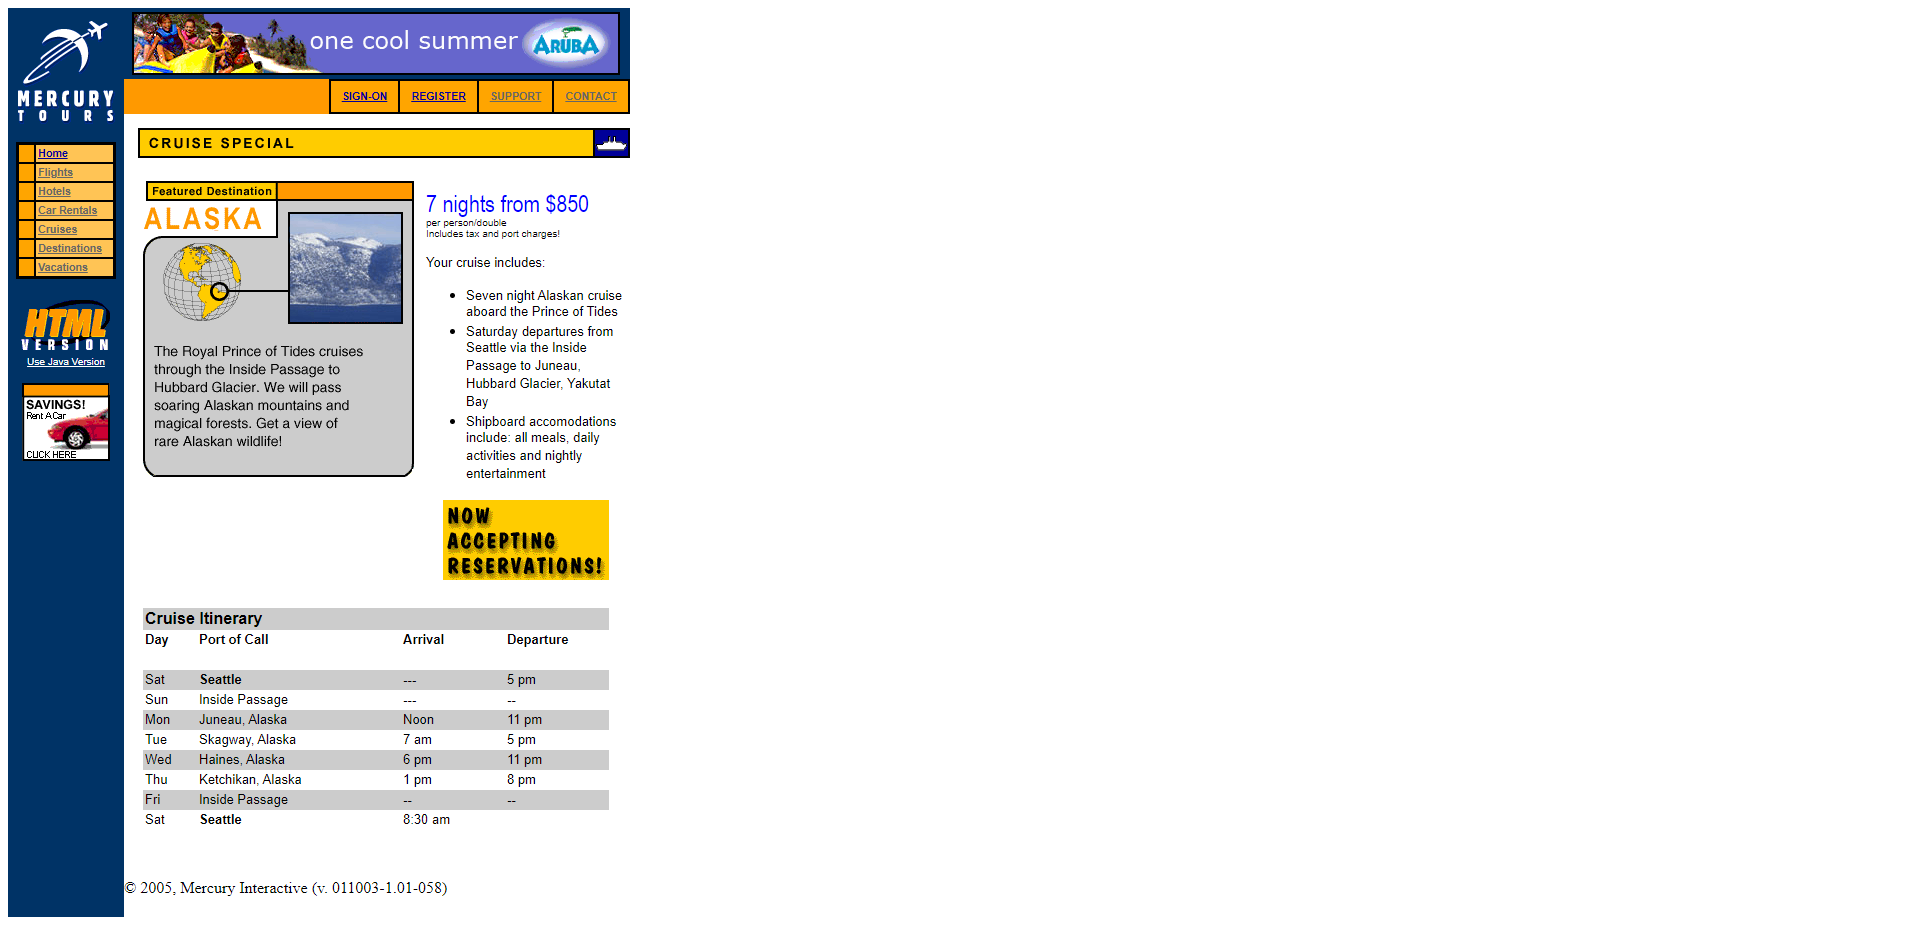 MERCURY
TOURS
one cool summer
ARUBA
SIGN-ON REGISTER SUPPORT CONTACT
Home
Flights
Hotels
Car Rentals
Cruises
Destinations
Vacations
HTML
VERSION
Use Java Version
SAVINGS!
Rent A Car
CLICK HERE
CRUISE SPECIAL
Featured Destination
ALASKA
The Royal Prince of Tides cruises
through the Inside Passage to
Hubbard Glacier. We will pass
soaring Alaskan mountains and
magical forests. Get a view of
rare Alaskan wildlife!
7 nights from $850
per person/double
Includes tax and port charges!
Your cruise includes:
Seven night Alaskan cruise
aboard the Prince of Tides
Saturday departures from
Seattle via the Inside
Passage to Juneau,
Hubbard Glacier, Yakutat
Bay
Shipboard accomodations
include: all meals, daily
activities and nightly
entertainment
NOW
ACCEPTING
RESERVATIONS!
Cruise Itinerary
Day Port of Call Arrival Departure
Sat Seattle --- 5 pm
Sun Inside Passage --- --
Mon Juneau, Alaska Noon 11 pm
Tue Skagway, Alaska 7 am 5 pm
Wed Haines, Alaska 6 pm 11 pm
Thu Ketchikan, Alaska 1 pm 8 pm
Fri Inside Passage -- --
Sat Seattle 8:30 am
© 2005, Mercury Interactive (v. 011003-1.01-058)